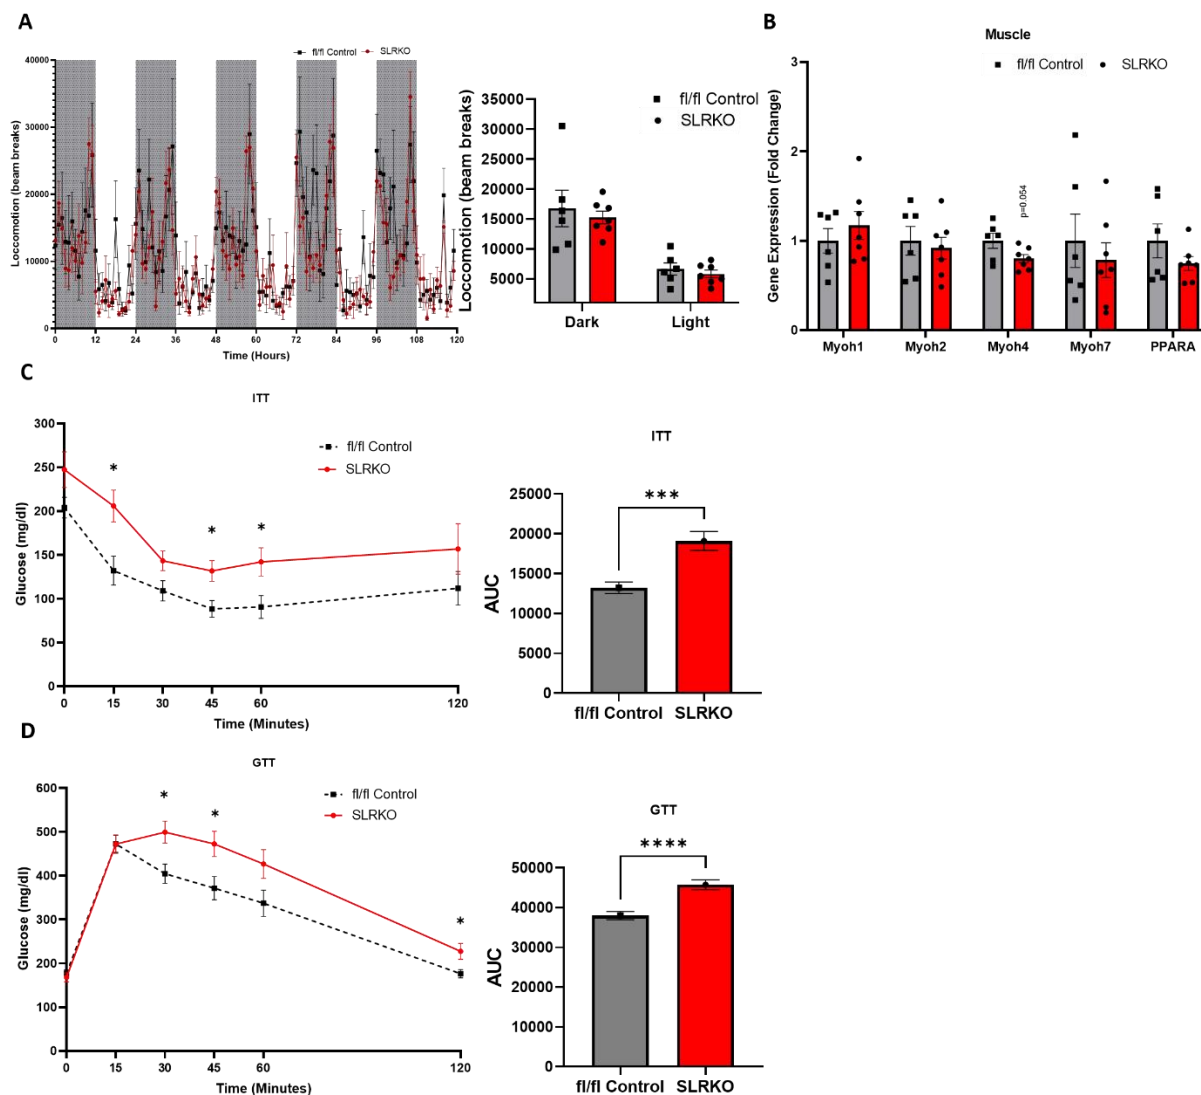 A
fl/fl Control SLRKO
Loccomotion (beam breaks)
40000
30000
20000
10000
0
0 12 24 36 48 60 72 84 96 108 120
Time (Hours)
fl/fl Control
SLRKO
Loccomotion (beam breaks)
35000
30000
25000
20000
15000
10000
5000
Dark Light
B
Muscle
fl/fl Control SLRKO
Gene Expression (Fold Change)
3
2
1
0
p=0.054
Myoh1 Myoh2 Myoh4 Myoh7 PPARA
C
ITT
fl/fl Control
SLRKO
Glucose (mg/dl)
300
250
200
150
100
50
0
* * *
0 15 30 45 60 120
Time (Minutes)
ITT
***
AUC
25000
20000
15000
10000
5000
0
fl/fl Control SLRKO
D
GTT
fl/fl Control
SLRKO
Glucose (mg/dl)
600
500
400
300
200
100
0
* * *
0 15 30 45 60 120
Time (Minutes)
GTT
****
AUC
50000
40000
30000
20000
10000
0
fl/fl Control SLRKO